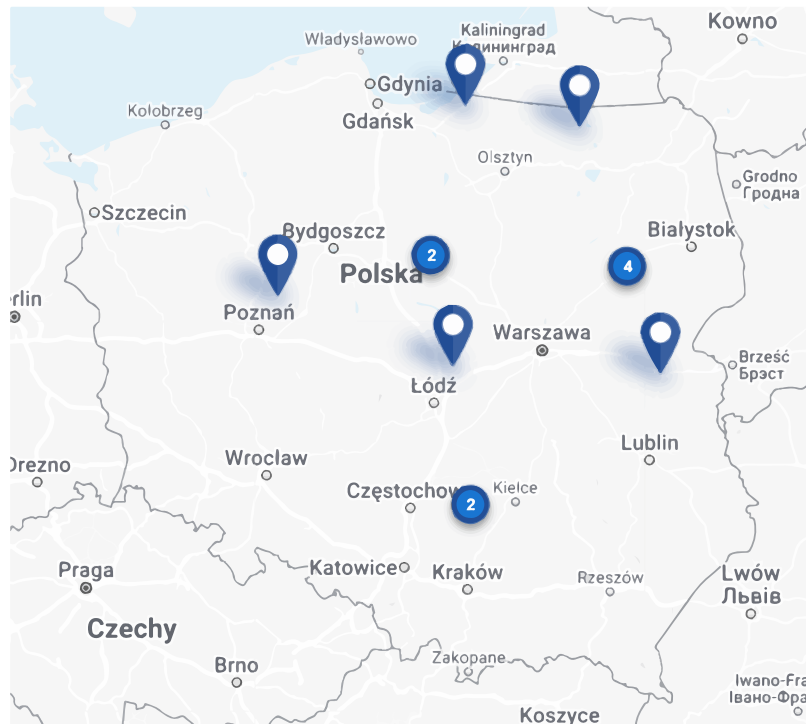 Kowno
Kaliningrad
Калининград
Władysławowo
Gdynia
Gdańsk
Kołobrzeg
Olsztyn
Grodno
Гродна
Szczecin
Białystok
Bydgoszcz
2
4
Polska
erlin
Poznań
Warszawa
Brześć
Брэст
Łódź
Lublin
Wrocław
Drezno
Częstochow
2
Kielce
Katowice
Kraków
Rzeszów
Lwów
Львів
Praga
Czechy
Zakopane
Brno
Iwano-Fra
Івано-Фра
Koszyce